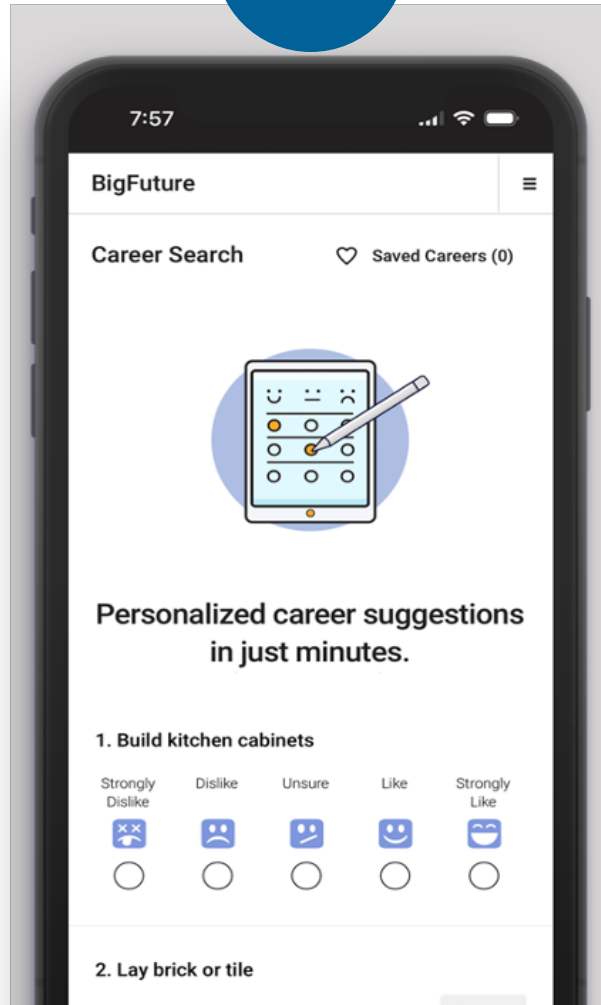 7:57
BigFuture
Career Search
Saved Careers (0)
Personalized career suggestions
in just minutes.
1. Build kitchen cabinets
Strongly Dislike
Dislike
Unsure
Like
Strongly Like
2. Lay brick or tile